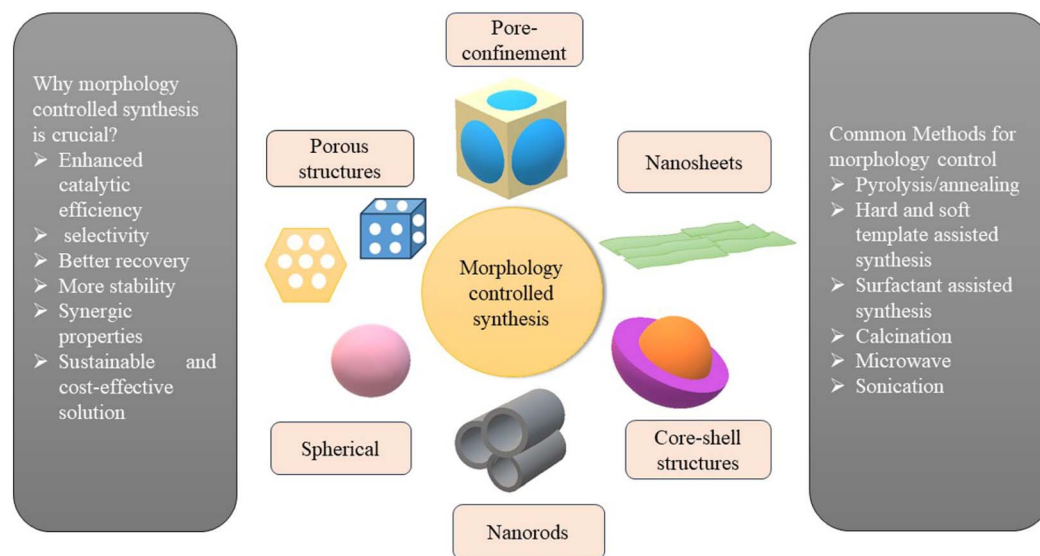 Why morphology
controlled synthesis
is crucial?
➢ Enhanced
catalytic
efficiency
➢ selectivity
➢ Better recovery
➢ More stability
➢ Synergic
properties
➢ Sustainable and
cost-effective
solution
Pore-
confinement
Porous
structures
Nanosheets
Morphology
controlled
synthesis
Spherical
Core-shell
structures
Nanorods
Common Methods for
morphology control
➢ Pyrolysis/annealing
➢ Hard and soft
template assisted
synthesis
➢ Surfactant assisted
synthesis
➢ Calcination
➢ Microwave
➢ Sonication